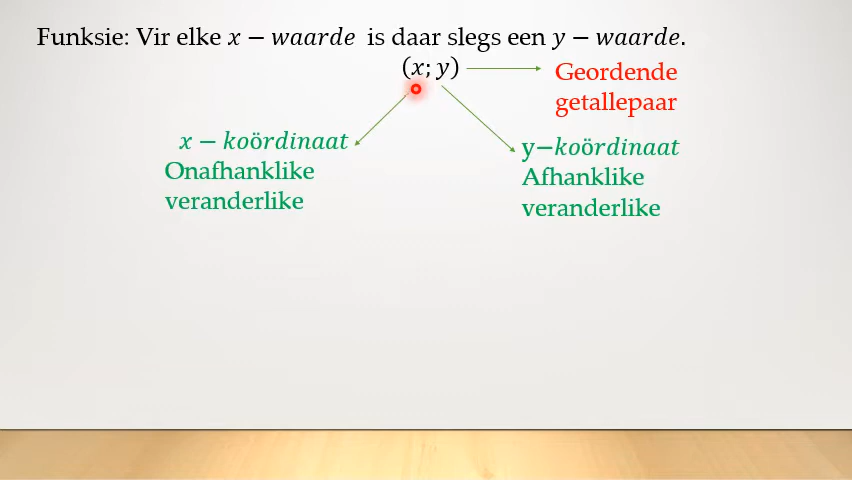 Funksie: Vir elke x − waarde is daar slegs een y − waarde.
(x; y)
Geordende
getallepaar
x − koördinaat
Onafhanklike
veranderlike
y−koördinaat
Afhanklike
veranderlike